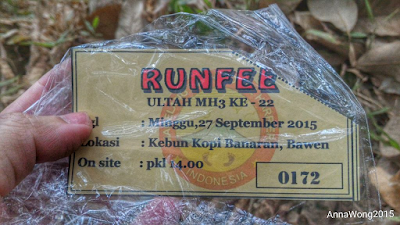 RUNFEE
ULTAH MH3 KE - 22
Tgl : Minggu,27 September 2015
Lokasi : Kebun Kopi Banaran, Bawen
On site : pkl 14.00
INDONESIA
0172
AnnaWong2015